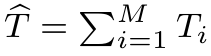 $\widehat{T} = \sum_{i=1}^{M} T_i$